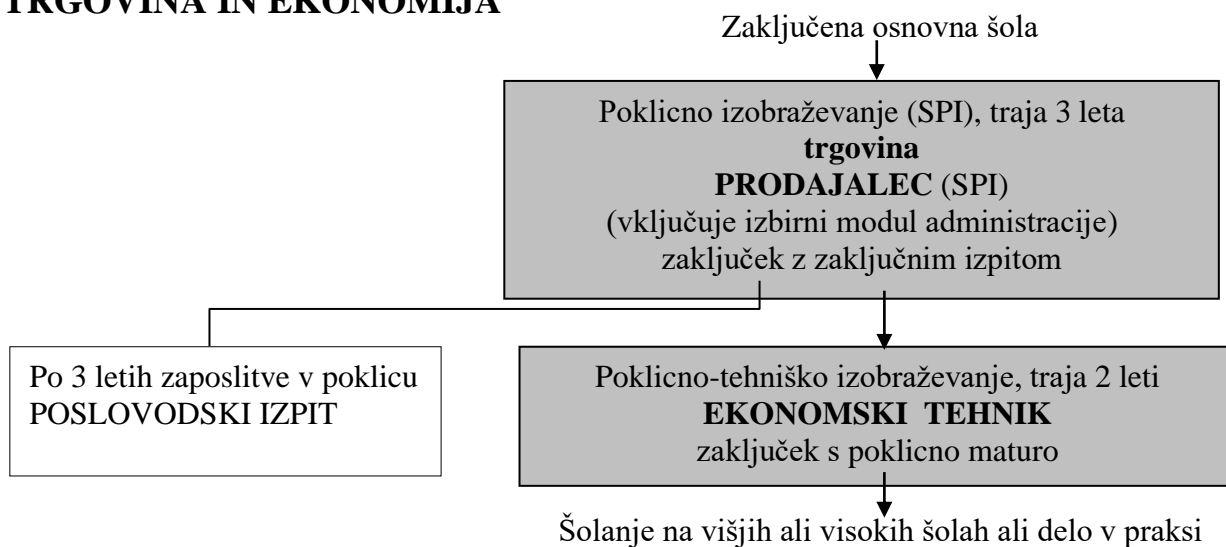 TRGOVINA IN EKONOMIJA
Zaključena osnovna šola
Poklicno izobraževanje (SPI), traja 3 leta
trgovina
PRODAJALEC (SPI)
(vključuje izbirni modul administracije)
zaključek z zaključnim izpitom
Po 3 letih zaposlitve v poklicu
POSLOVODSKI IZPIT
Poklicno-tehniško izobraževanje, traja 2 leti
EKONOMSKI TEHNIK
zaključek s poklicno maturo
Šolanje na višjih ali visokih šolah ali delo v praksi